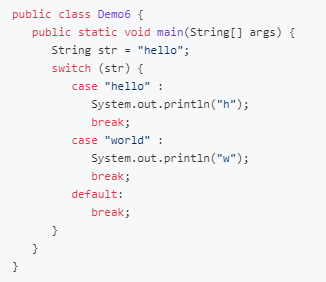 public class Demo6 {
   public static void main(String[] args) {
      String str = "hello";
      switch (str) {
         case "hello" :
            System.out.println("h");
            break;
         case "world" :
            System.out.println("w");
            break;
         default:
            break;
      }
   }
}